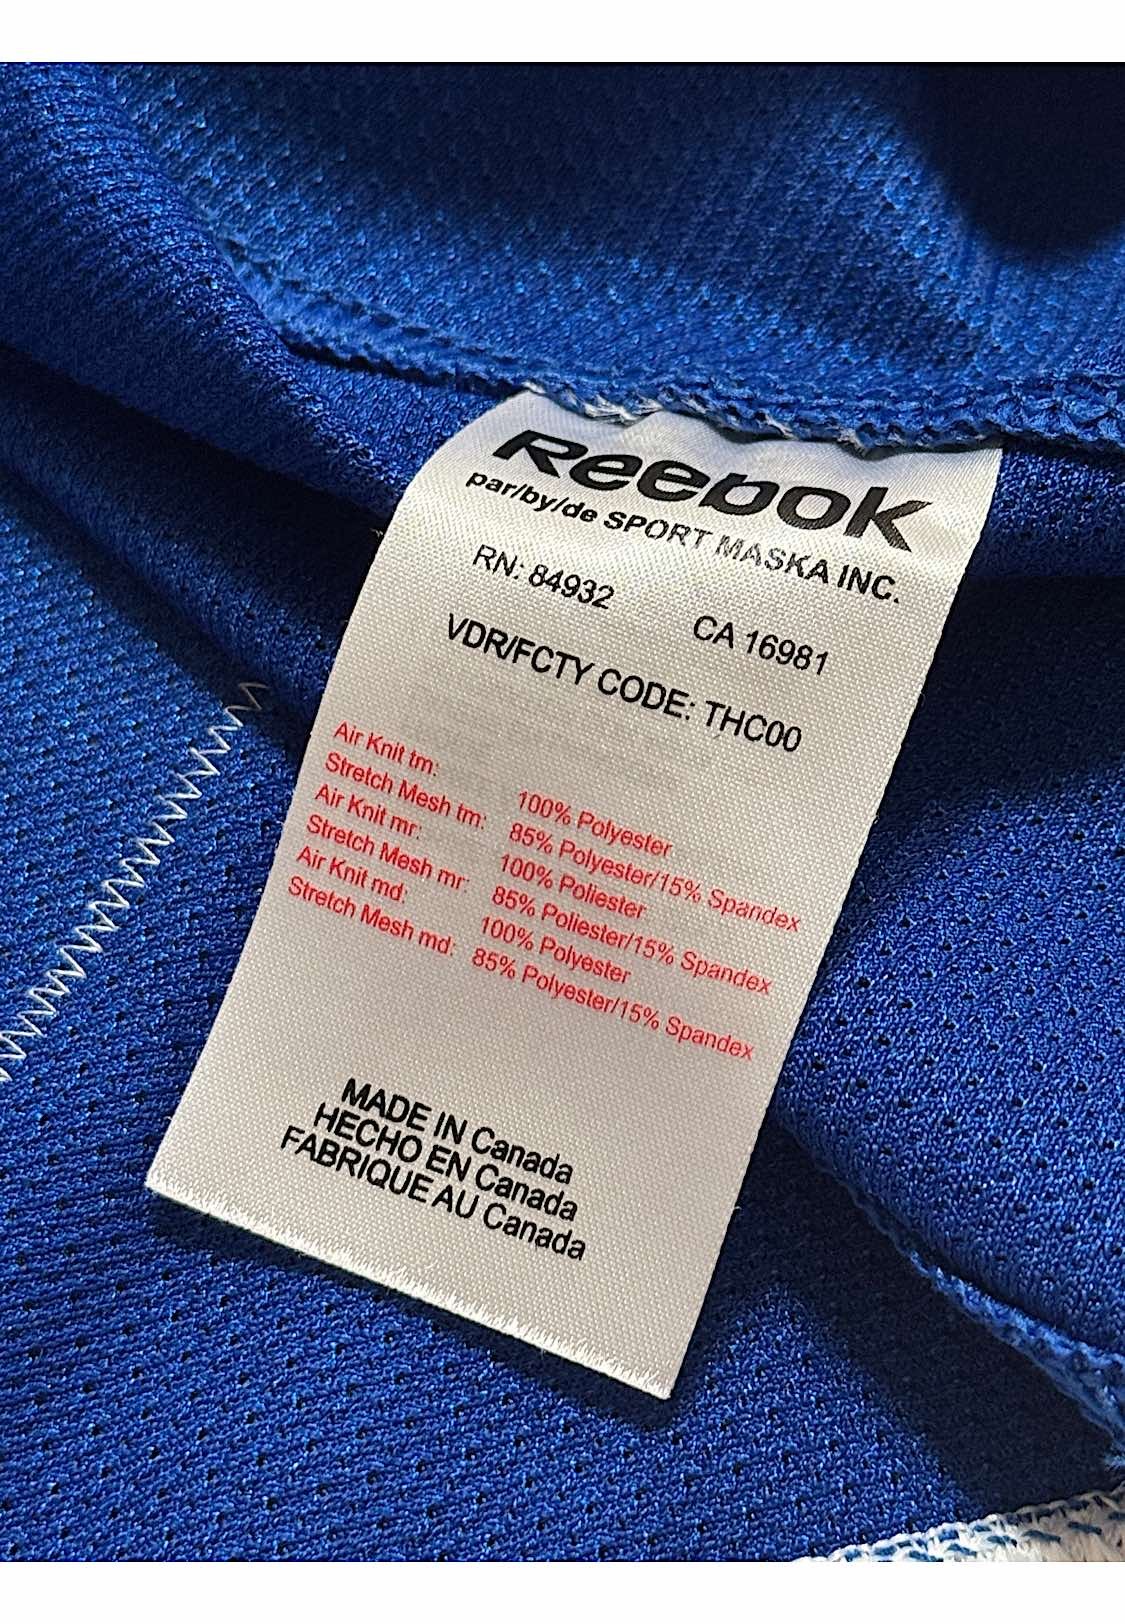 Reebok
par/by/de SPORT MASKA INC.
RN: 84932 CA 16981
VDR/FCTY CODE: THC00
Air Knit tm: 100% Polyester
Stretch Mesh tm: 85% Polyester/15% Spandex
Air Knit mr: 100% Poliester
Stretch Mesh mr: 85% Poliester/15% Spandex
Air Knit md: 100% Polyester
Stretch Mesh md: 85% Polyester/15% Spandex
MADE IN Canada
HECHO EN Canada
FABRIQUE AU Canada